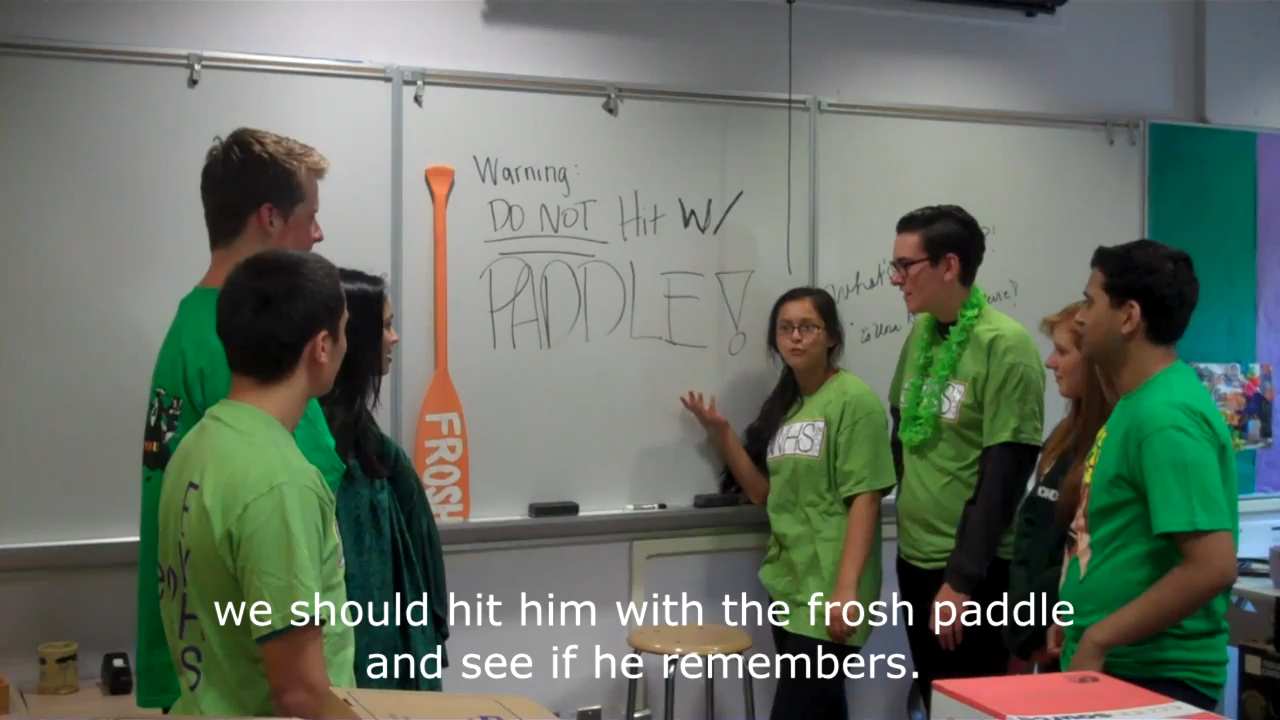 Warning:
DO NOT Hit W/
PADDLE!
What's
FROSH
NHS
we should hit him with the frosh paddle
and see if he remembers.